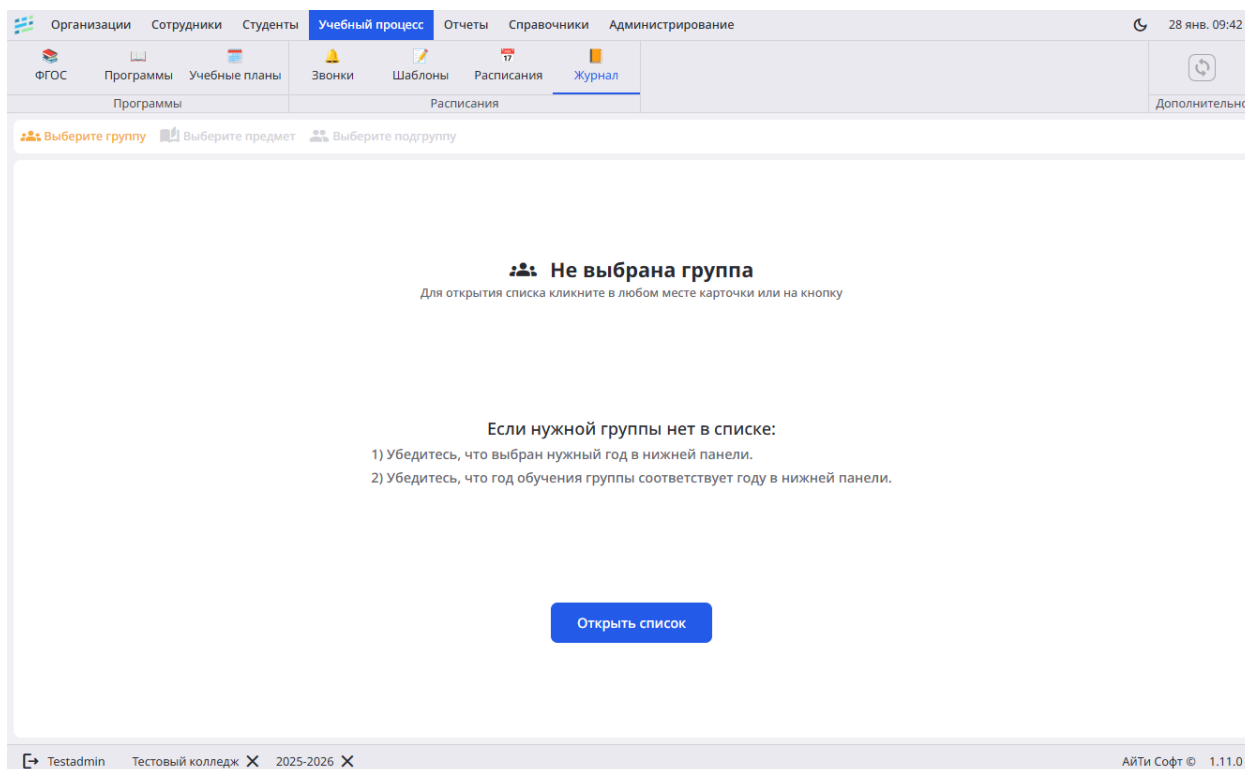 Организации Сотрудники Студенты Учебный процесс Отчеты Справочники Администрирование 28 янв. 09:42
ФГОС Программы Учебные планы Звонки Шаблоны 17 Расписания Журнал
Программы Расписания Дополнительно
Выберите группу Выберите предмет Выберите подгруппу
Не выбрана группа
Для открытия списка кликните в любом месте карточки или на кнопку
Если нужной группы нет в списке:
1) Убедитесь, что выбран нужный год в нижней панели.
2) Убедитесь, что год обучения группы соответствует году в нижней панели.
Открыть список
Testadmin Тестовый колледж 2025-2026 АйТи Софт © 1.11.0